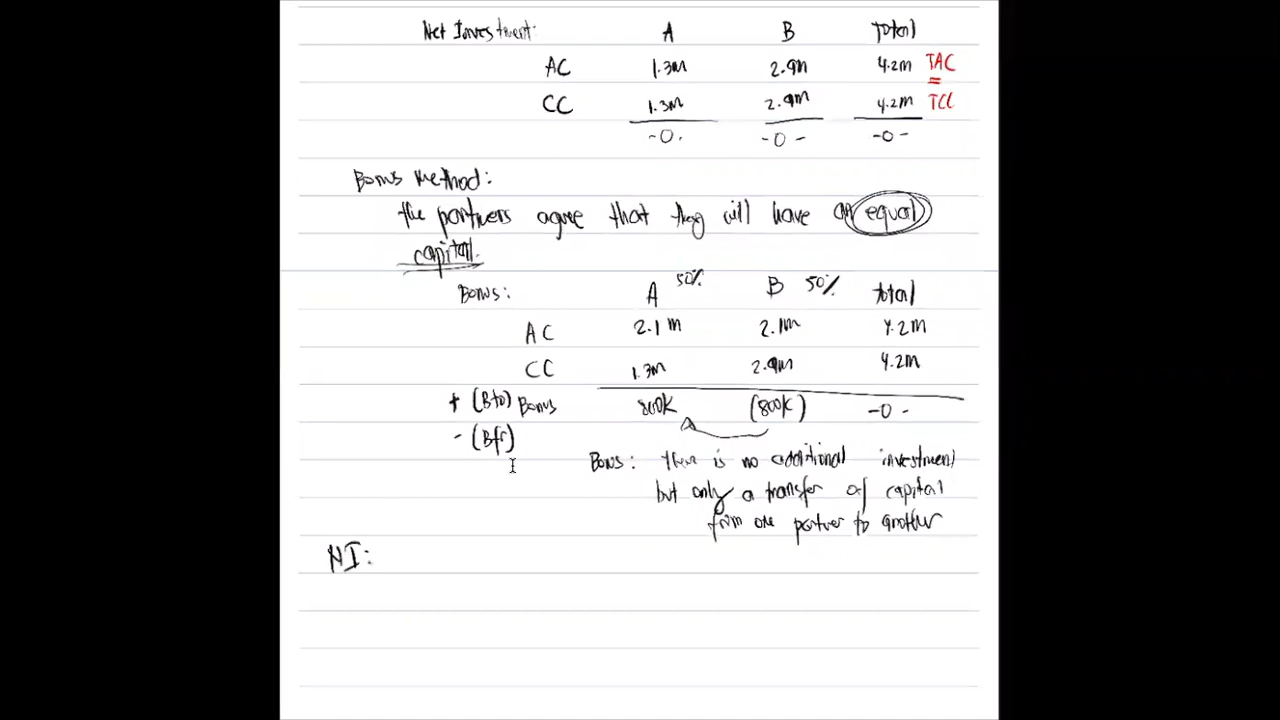 Net Investment: A B Total
AC 1.3M 2.9M 4.2M TAC
=
CC 1.3M 2.9M 4.2M TCC
-0- -0- -0-
Bonus Method:
the partners agree that they will have an equal
capital.
Bonus: A 50% B 50% total
AC 2.1M 2.1M 4.2M
CC 1.3M 2.9M 4.2M
+ (Bto) Bonus 800K (800K) -0-
- (Bfr)
Bonus: there is no additional investment
but only a transfer of capital
from one partner to another
NI: